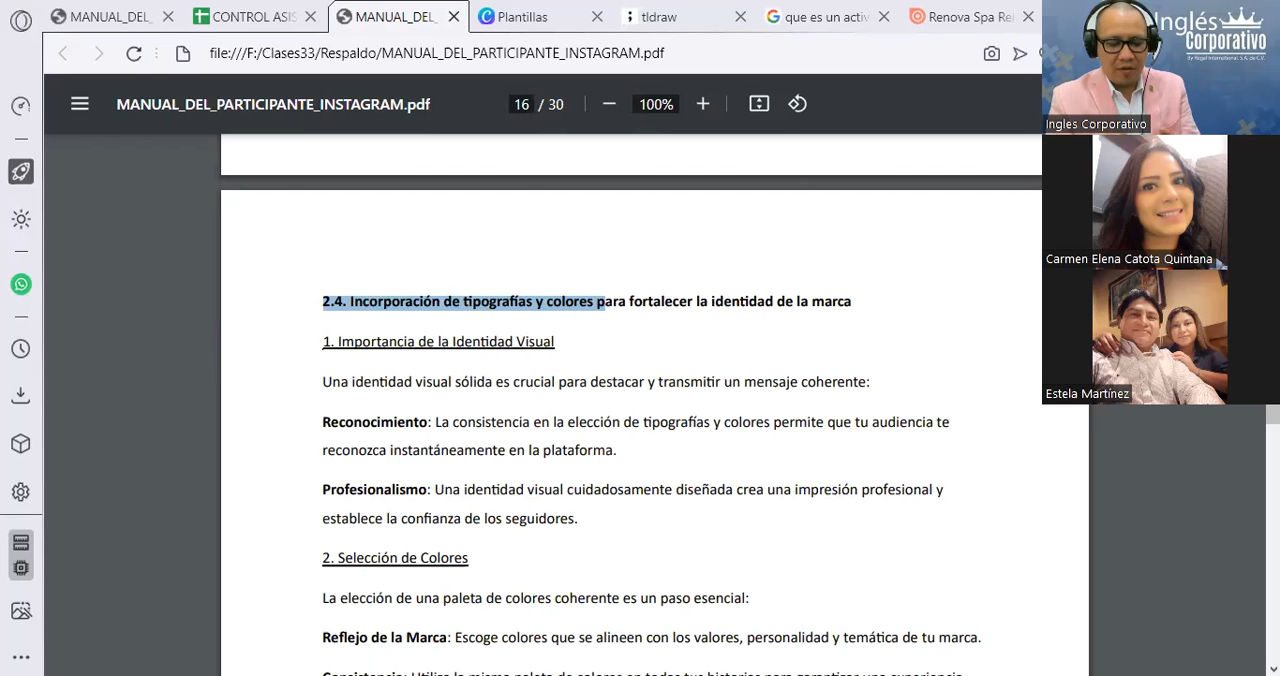 MANUAL_DEL_
CONTROL ASIS
MANUAL_DEL_
Plantillas
tldraw
que es un activ
Renova Spa Re
file:///F:/Clases33/Respaldo/MANUAL_DEL_PARTICIPANTE_INSTAGRAM.pdf
MANUAL_DEL_PARTICIPANTE_INSTAGRAM.pdf
16 / 30
100%
Inglés
Corporativo
By Regal International, S.A. de C.V.
Ingles Corporativo
Carmen Elena Catota Quintana
Estela Martínez
2.4. Incorporación de tipografías y colores para fortalecer la identidad de la marca
1. Importancia de la Identidad Visual
Una identidad visual sólida es crucial para destacar y transmitir un mensaje coherente:
Reconocimiento: La consistencia en la elección de tipografías y colores permite que tu audiencia te
reconozca instantáneamente en la plataforma.
Profesionalismo: Una identidad visual cuidadosamente diseñada crea una impresión profesional y
establece la confianza de los seguidores.
2. Selección de Colores
La elección de una paleta de colores coherente es un paso esencial:
Reflejo de la Marca: Escoge colores que se alineen con los valores, personalidad y temática de tu marca.